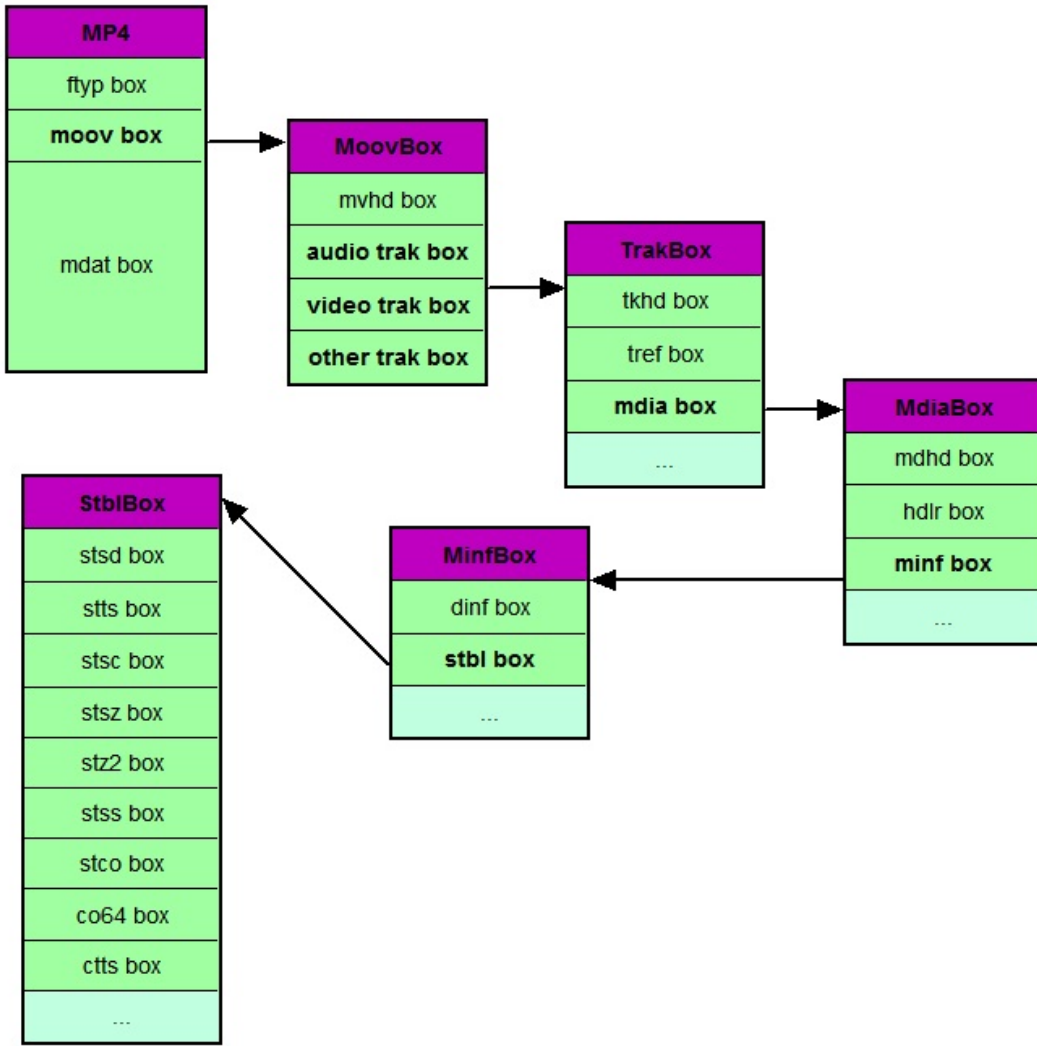 MP4
ftyp box
moov box
mdat box
MoovBox
mvhd box
audio trak box
video trak box
other trak box
TrakBox
tkhd box
tref box
mdia box
...
MdiaBox
mdhd box
hdlr box
minf box
...
MinfBox
dinf box
stbl box
...
StblBox
stsd box
stts box
stsc box
stsz box
stz2 box
stss box
stco box
co64 box
ctts box
...